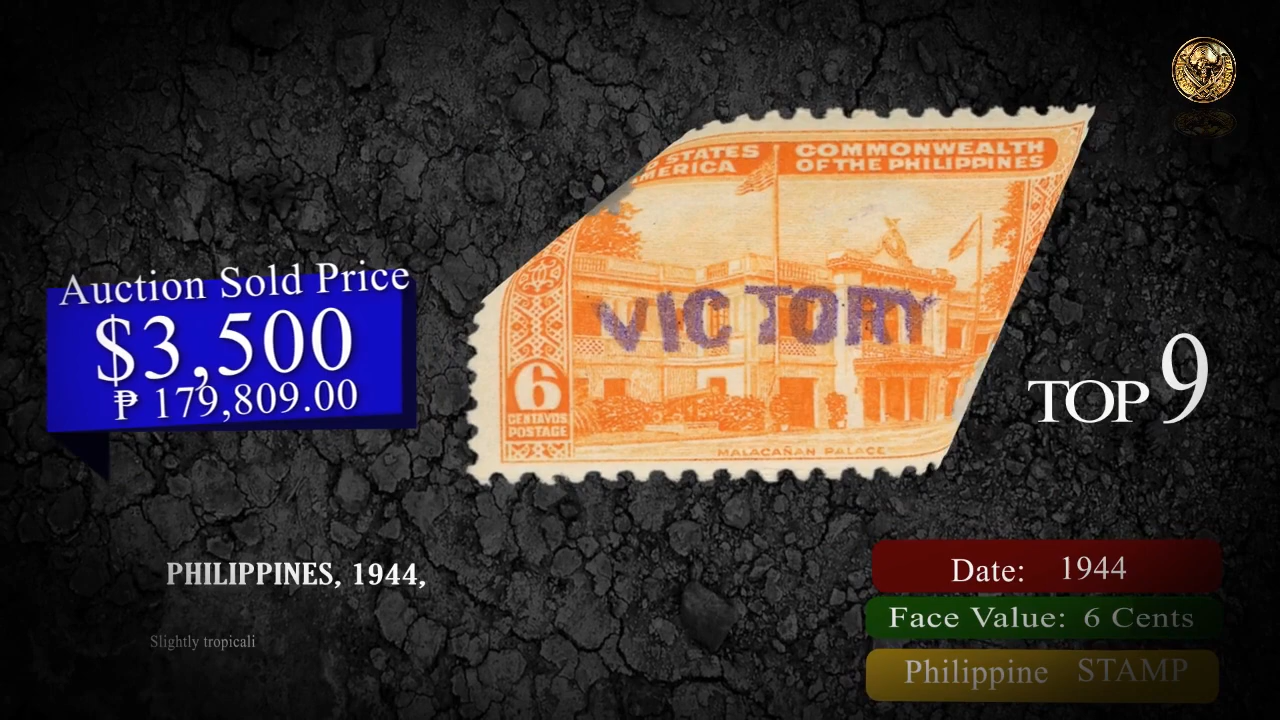 Auction Sold Price
$3,500
₱ 179,809.00
STATES
COMMONWEALTH
OF THE PHILIPPINES
VICTORY
6
CENTAVOS
POSTAGE
MALACAÑAN PALACE
TOP 9
PHILIPPINES, 1944,
Slightly tropicali
Date: 1944
Face Value: 6 Cents
Philippine STAMP